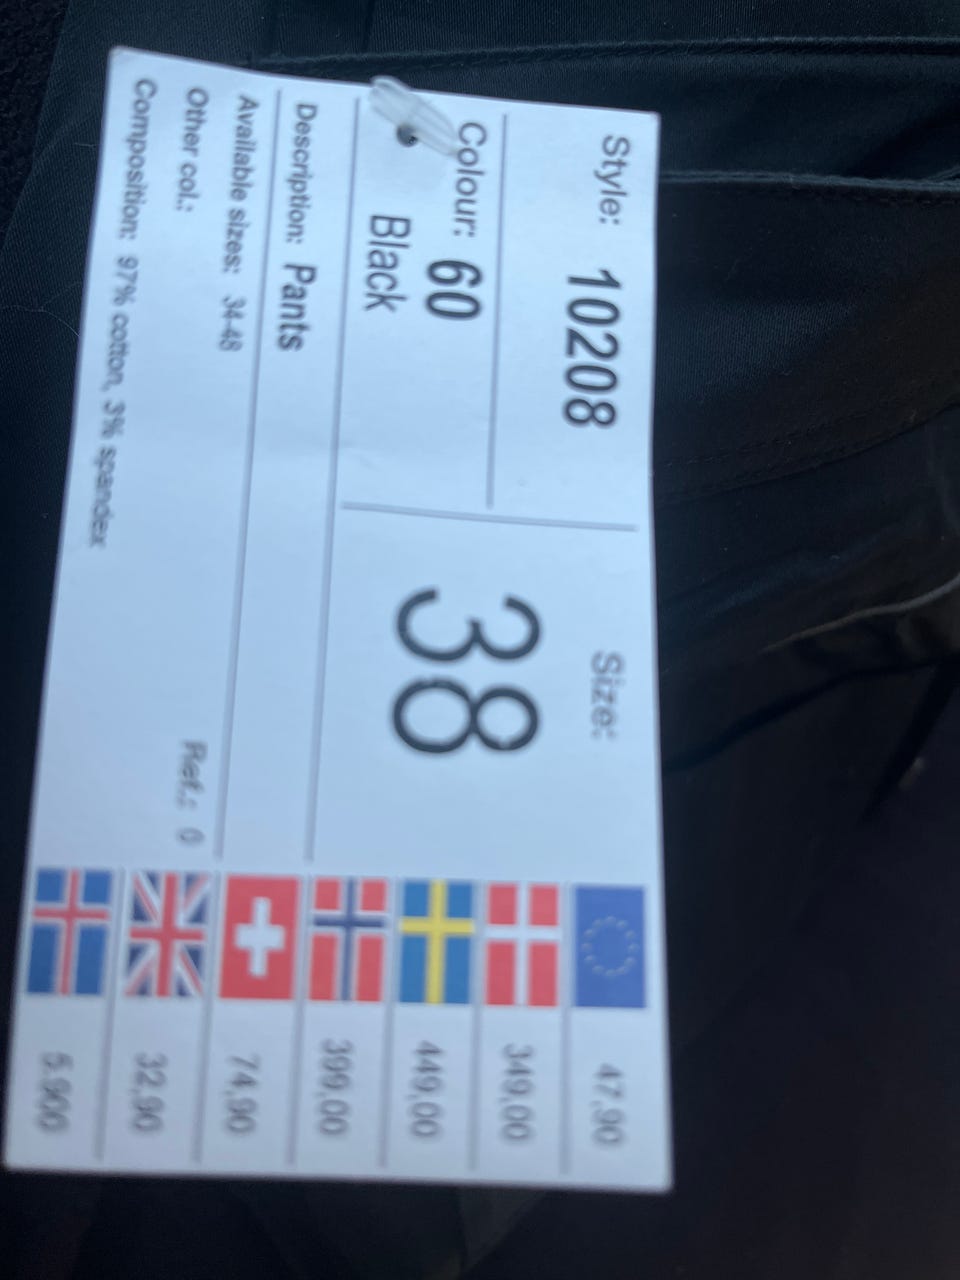 Style: 10208
Size:
38
Colour: 60
Black
Description: Pants
Available sizes: 34-48
Other col.:
Ref.: 0
Composition: 97% cotton, 3% spandex
47,90
349,00
449,00
399,00
74,90
32,90
5.900